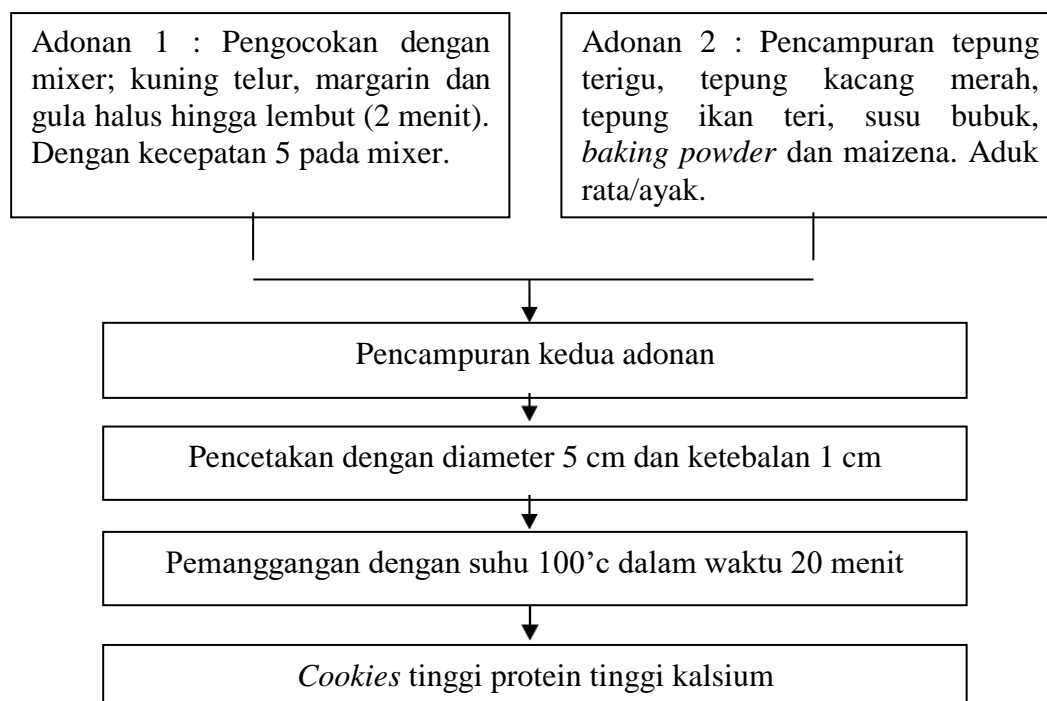 Adonan 1 : Pengocokan dengan
mixer; kuning telur, margarin dan
gula halus hingga lembut (2 menit).
Dengan kecepatan 5 pada mixer.
Adonan 2 : Pencampuran tepung
terigu, tepung kacang merah,
tepung ikan teri, susu bubuk,
baking powder dan maizena. Aduk
rata/ayak.
Pencampuran kedua adonan
Pencetakan dengan diameter 5 cm dan ketebalan 1 cm
Pemanggangan dengan suhu 100’c dalam waktu 20 menit
Cookies tinggi protein tinggi kalsium